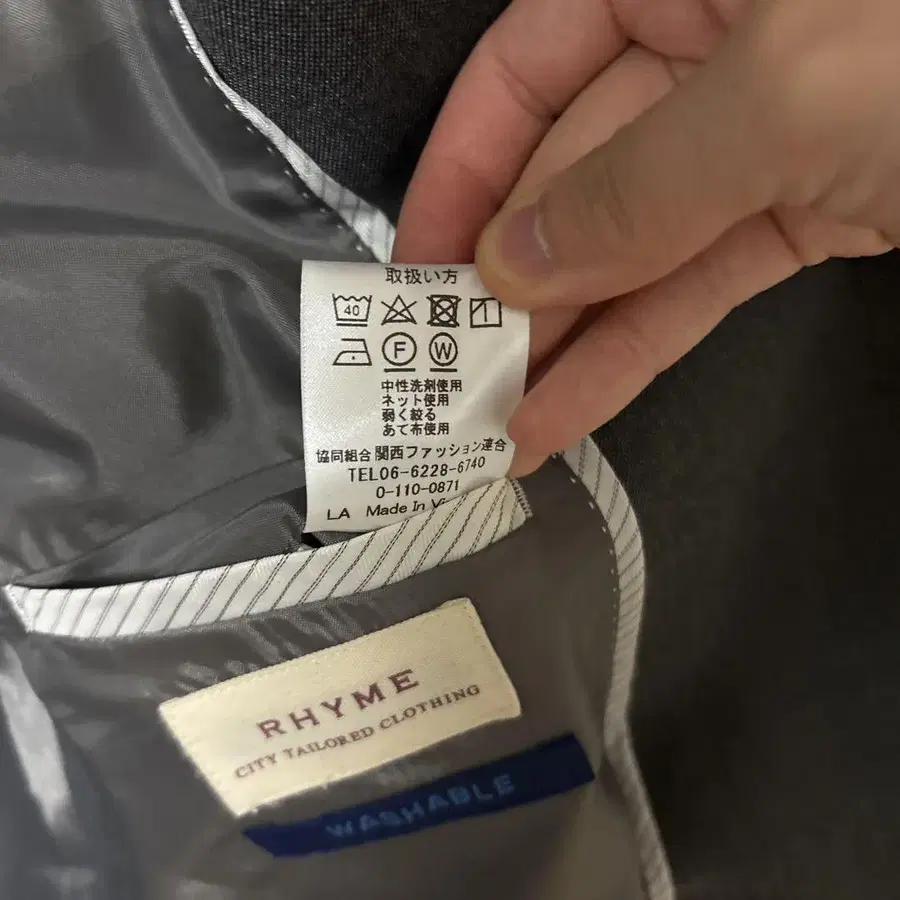 取扱い方
40
F W
中性洗剤使用
ネット使用
弱く絞る
あて布使用
協同組合 関西ファッション連合
TEL06-6228-6740
0-110-0871
LA Made In
RHYME
CITY TAILORED CLOTHING
WASHABLE